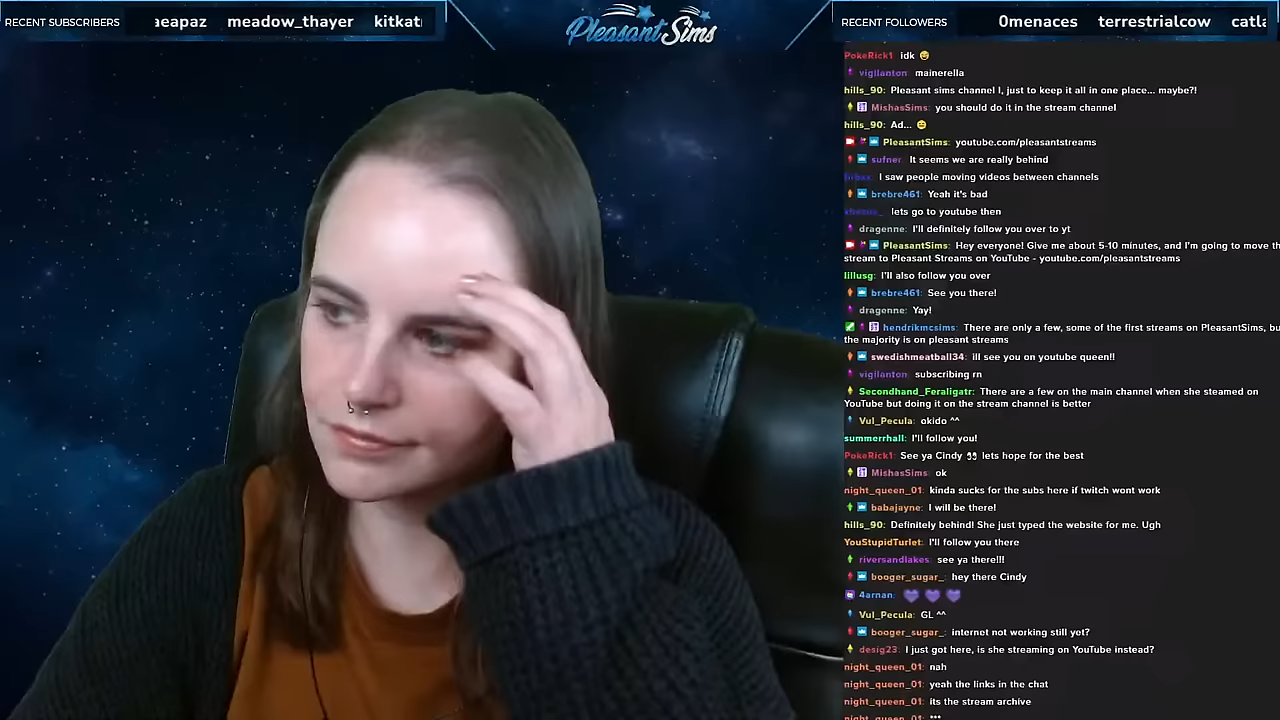 RECENT SUBSCRIBERS
aeapaz meadow_thayer kitkat
PleasantSims
RECENT FOLLOWERS
0menaces terrestrialcow catla
PokeRick1 idk
vigilanton mainerella
hills_90: Pleasant sims channel I, just to keep it all in one place... maybe?!
MishasSims: you should do it in the stream channel
hills_90: Ad...
PleasantSims: youtube.com/pleasantstreams
sufner It seems we are really behind
I saw people moving videos between channels
brebre461: Yeah it's bad
lets go to youtube then
dragenne: I'll definitely follow you over to yt
PleasantSims: Hey everyone! Give me about 5-10 minutes, and I'm going to move th
stream to Pleasant Streams on YouTube - youtube.com/pleasantstreams
lillusg: I'll also follow you over
brebre461: See you there!
dragenne: Yay!
hendrikmcsims: There are only a few, some of the first streams on PleasantSims, bu
the majority is on pleasant streams
swedishmeatball34: ill see you on youtube queen!!
vigilanton subscribing rn
Secondhand_Feraligatr: There are a few on the main channel when she steamed on
YouTube but doing it on the stream channel is better
Vul_Pecula: okido ^^
summerrhall: I'll follow you!
PokeRick1: See ya Cindy 👀 lets hope for the best
MishasSims: ok
night_queen_01: kinda sucks for the subs here if twitch wont work
babajayne: I will be there!
hills_90: Definitely behind! She just typed the website for me. Ugh
YouStupidTurlet: I'll follow you there
riversandlakes: see ya there!!!
booger_sugar_: hey there Cindy
4arnan: 💜 💜 💜
Vul_Pecula: GL ^^
booger_sugar_: internet not working still yet?
desig23: I just got here, is she streaming on YouTube instead?
night_queen_01: nah
night_queen_01: yeah the links in the chat
night_queen_01: its the stream archive
night_queen_01: ***